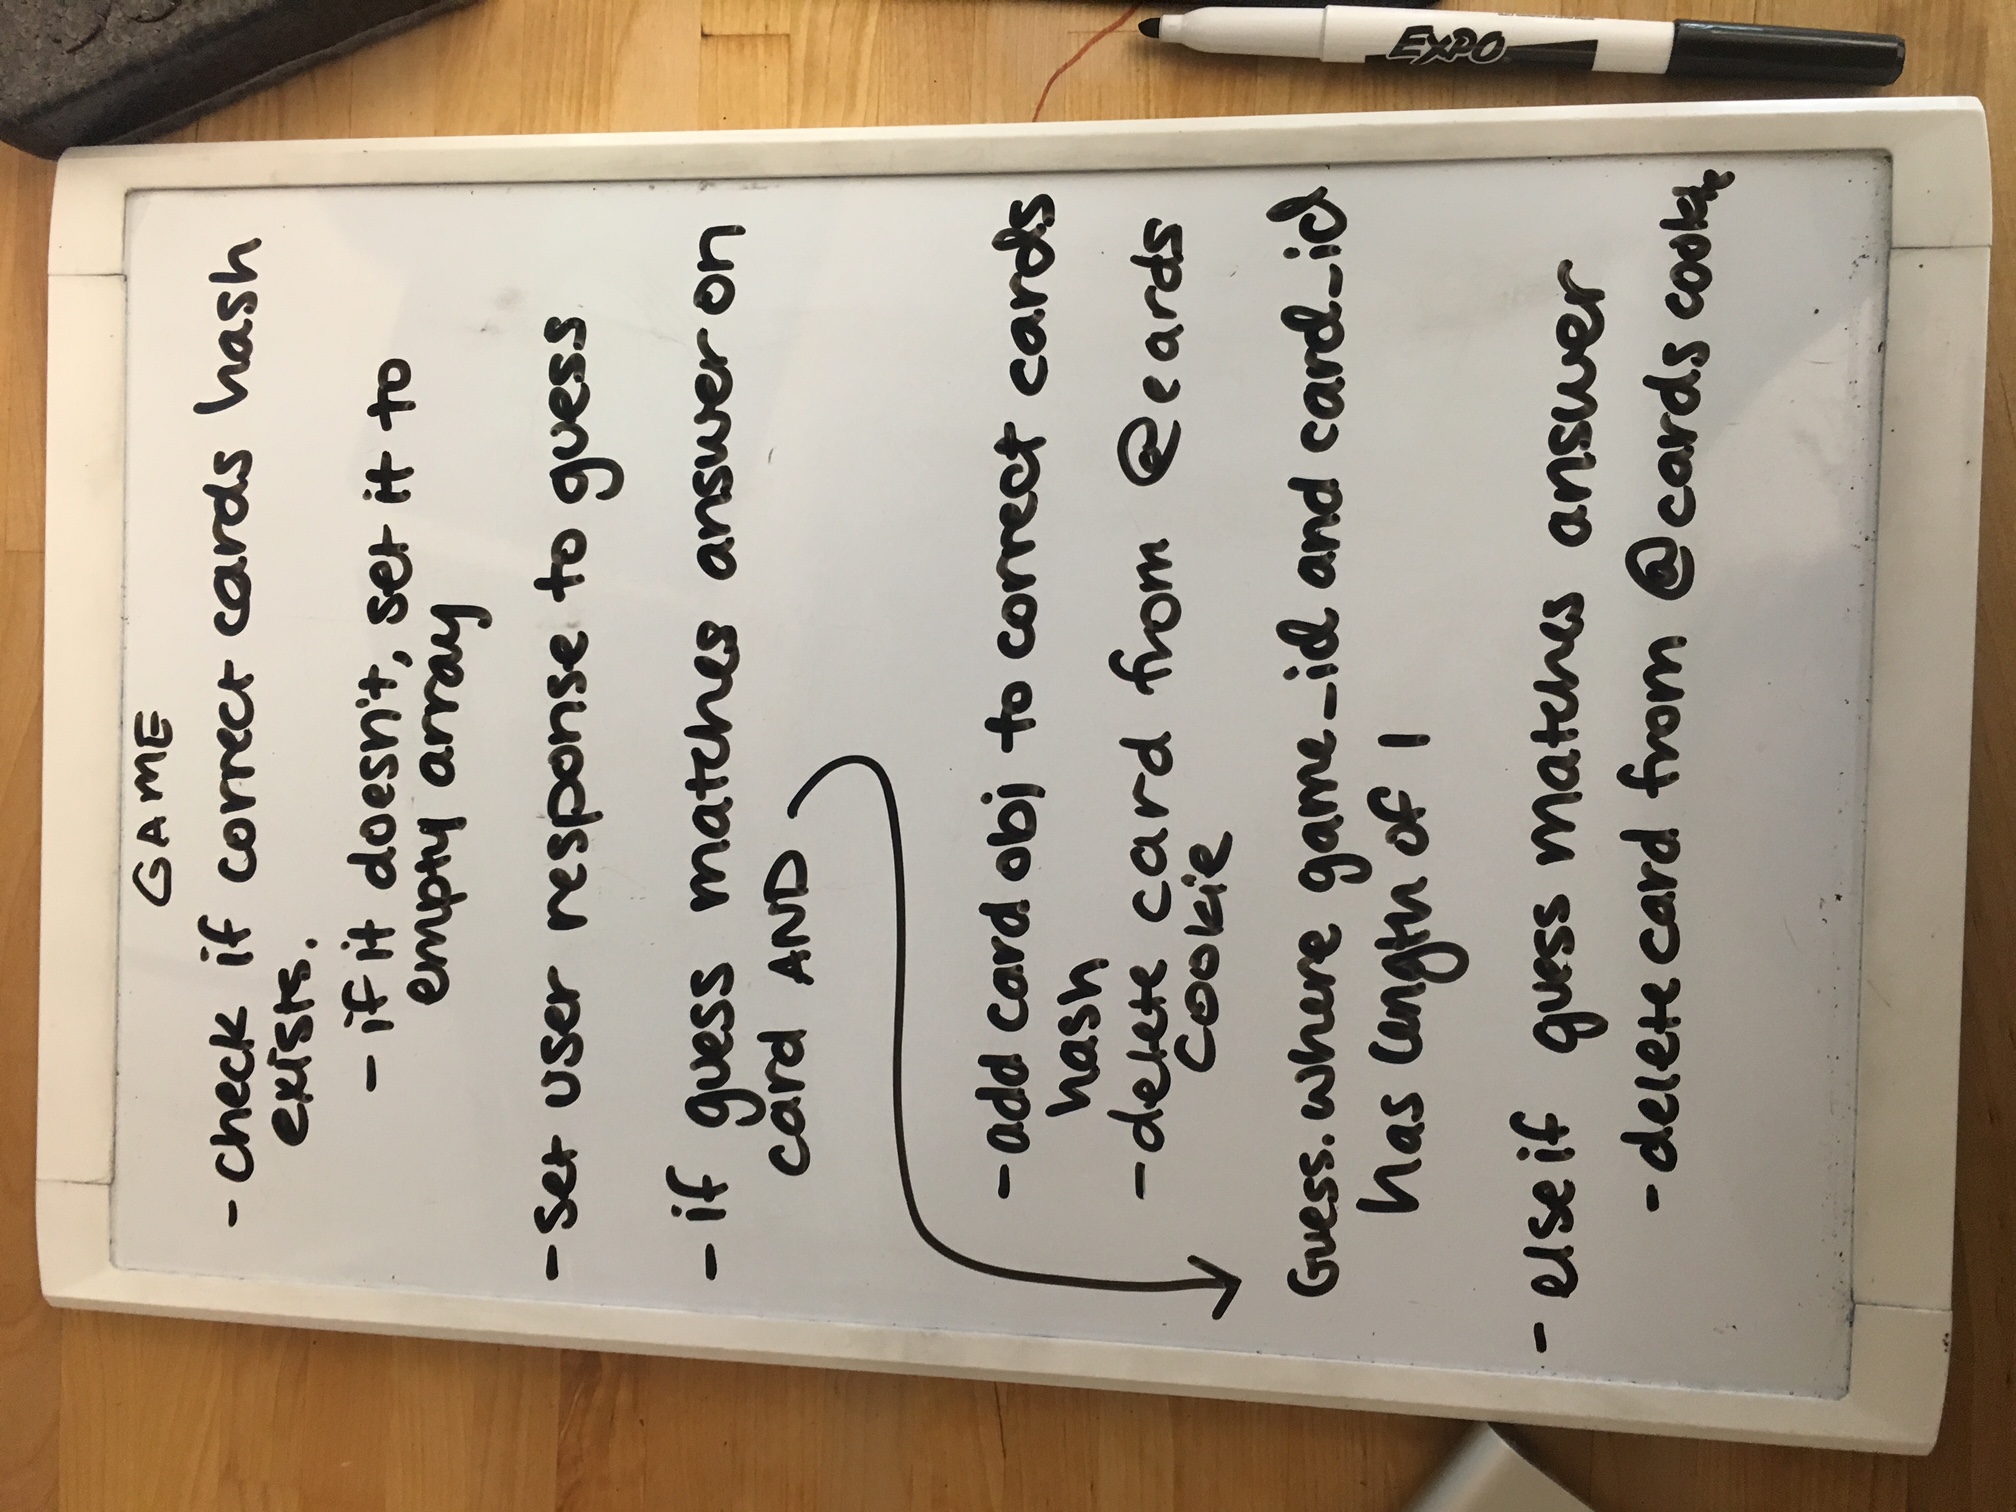 GAME
- check if correct cards hash
exists.
- if it doesn't, set it to
empty array
- set user response to guess
- if guess matches answer on
card AND
- add card obj to correct cards
hash
- delete card from @cards
cookie
Guess.where game_id and card_id
has length of 1
- else if guess matches answer
- delete card from @cards cookie
EXPO